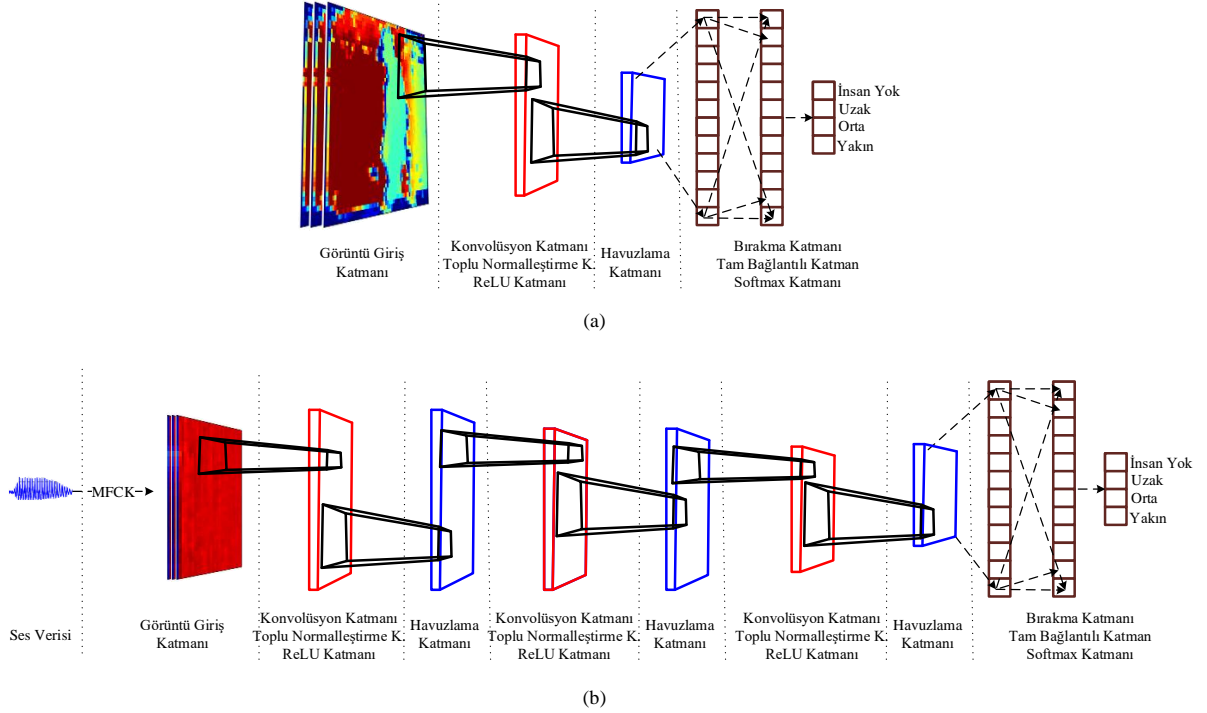 İnsan Yok
Uzak
Orta
Yakın
Görüntü Giriş
Katmanı
Konvolüsyon Katmanı
Toplu Normalleştirme K.
ReLU Katmanı
Havuzlama
Katmanı
Bırakma Katmanı
Tam Bağlantılı Katman
Softmax Katmanı
(a)
MFCK
İnsan Yok
Uzak
Orta
Yakın
Ses Verisi
Görüntü Giriş
Katmanı
Konvolüsyon Katmanı
Toplu Normalleştirme K.
ReLU Katmanı
Havuzlama
Katmanı
Konvolüsyon Katmanı
Toplu Normalleştirme K.
ReLU Katmanı
Havuzlama
Katmanı
Konvolüsyon Katmanı
Toplu Normalleştirme K.
ReLU Katmanı
Havuzlama
Katmanı
Bırakma Katmanı
Tam Bağlantılı Katman
Softmax Katmanı
(b)